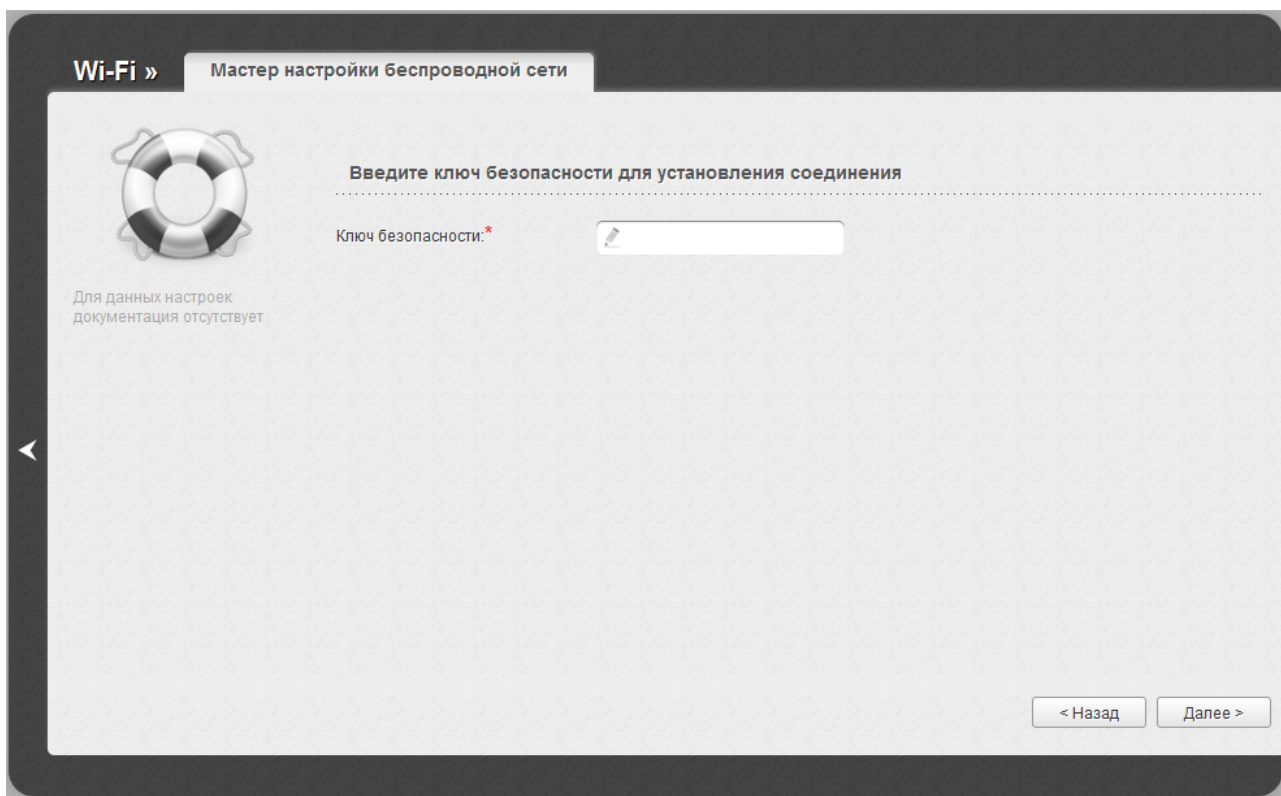 Wi-Fi »
Мастер настройки беспроводной сети
Введите ключ безопасности для установления соединения
Ключ безопасности:*
Для данных настроек
документация отсутствует
< Назад
Далее >